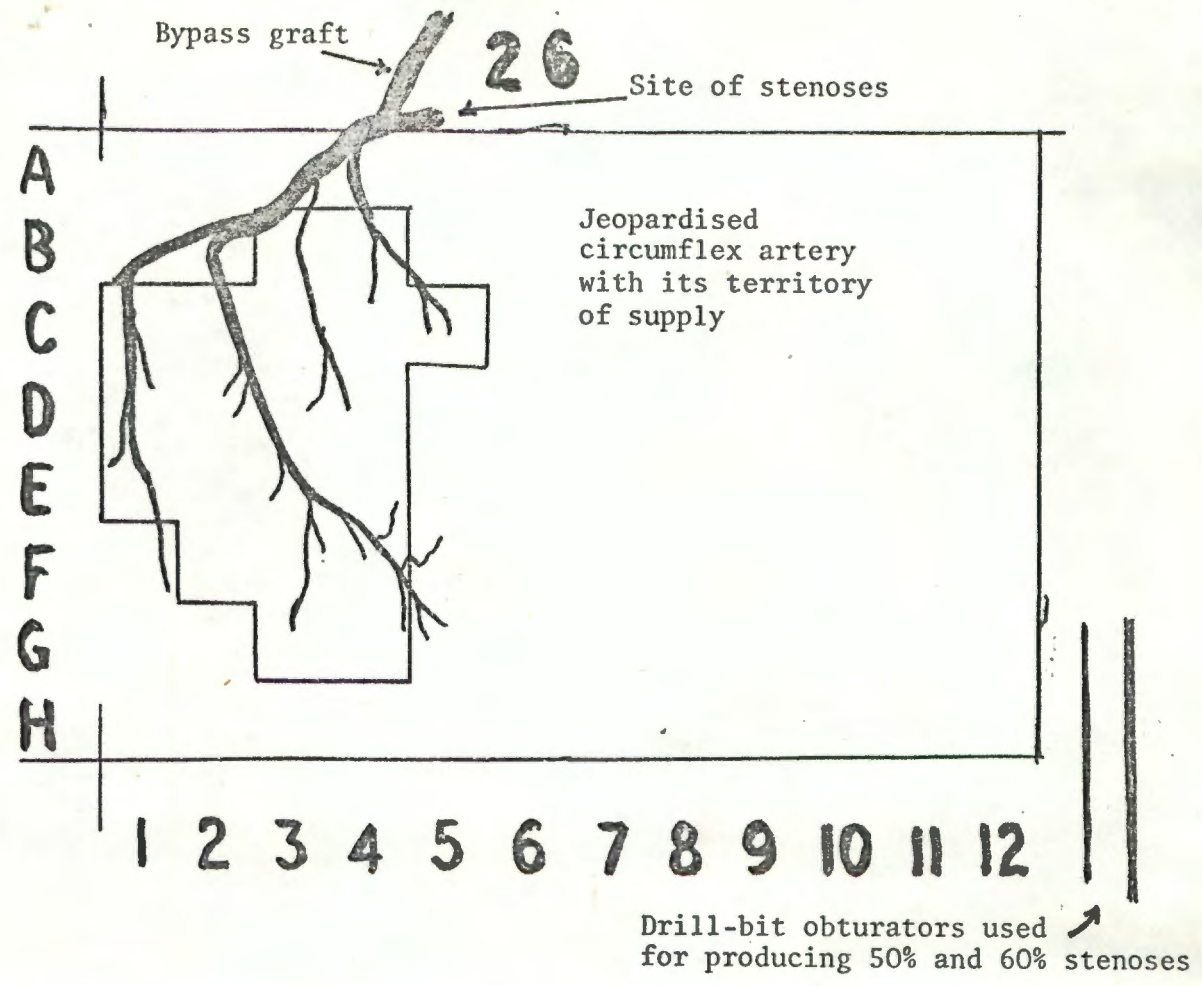 Bypass graft
26
Site of stenoses
A
B
C
D
E
F
G
H
Jeopardised
circumflex artery
with its territory
of supply
1 2 3 4 5 6 7 8 9 10 11 12
Drill-bit obturators used
for producing 50% and 60% stenoses